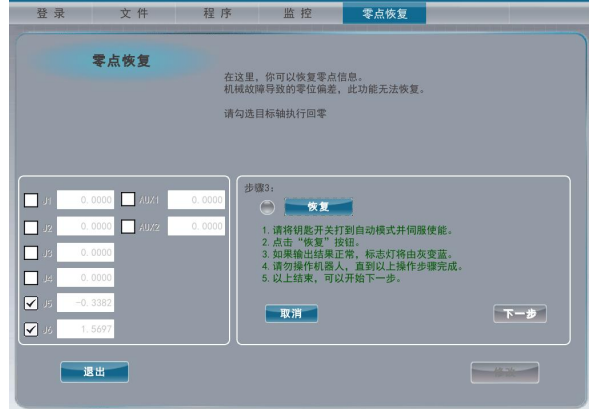 登录 文件 程序 监控 零点恢复
零点恢复
在这里，你可以恢复零点信息。
机械故障导致的零位偏差，此功能无法恢复。
请勾选目标轴执行回零
J1 0.0000 AUX1 0.0000
J2 0.0000 AUX2 0.0000
J3 0.0000
J4 0.0000
J5 -0.3382
J6 1.5697
步骤3:
恢复
1.请将钥匙开关打到自动模式并伺服使能。
2.点击“恢复”按钮。
3.如果输出结果正常，标志灯将由灰变蓝。
4.请勿操作机器人，直到以上操作步骤完成。
5.以上结束，可以开始下一步。
取消 下一步
退出